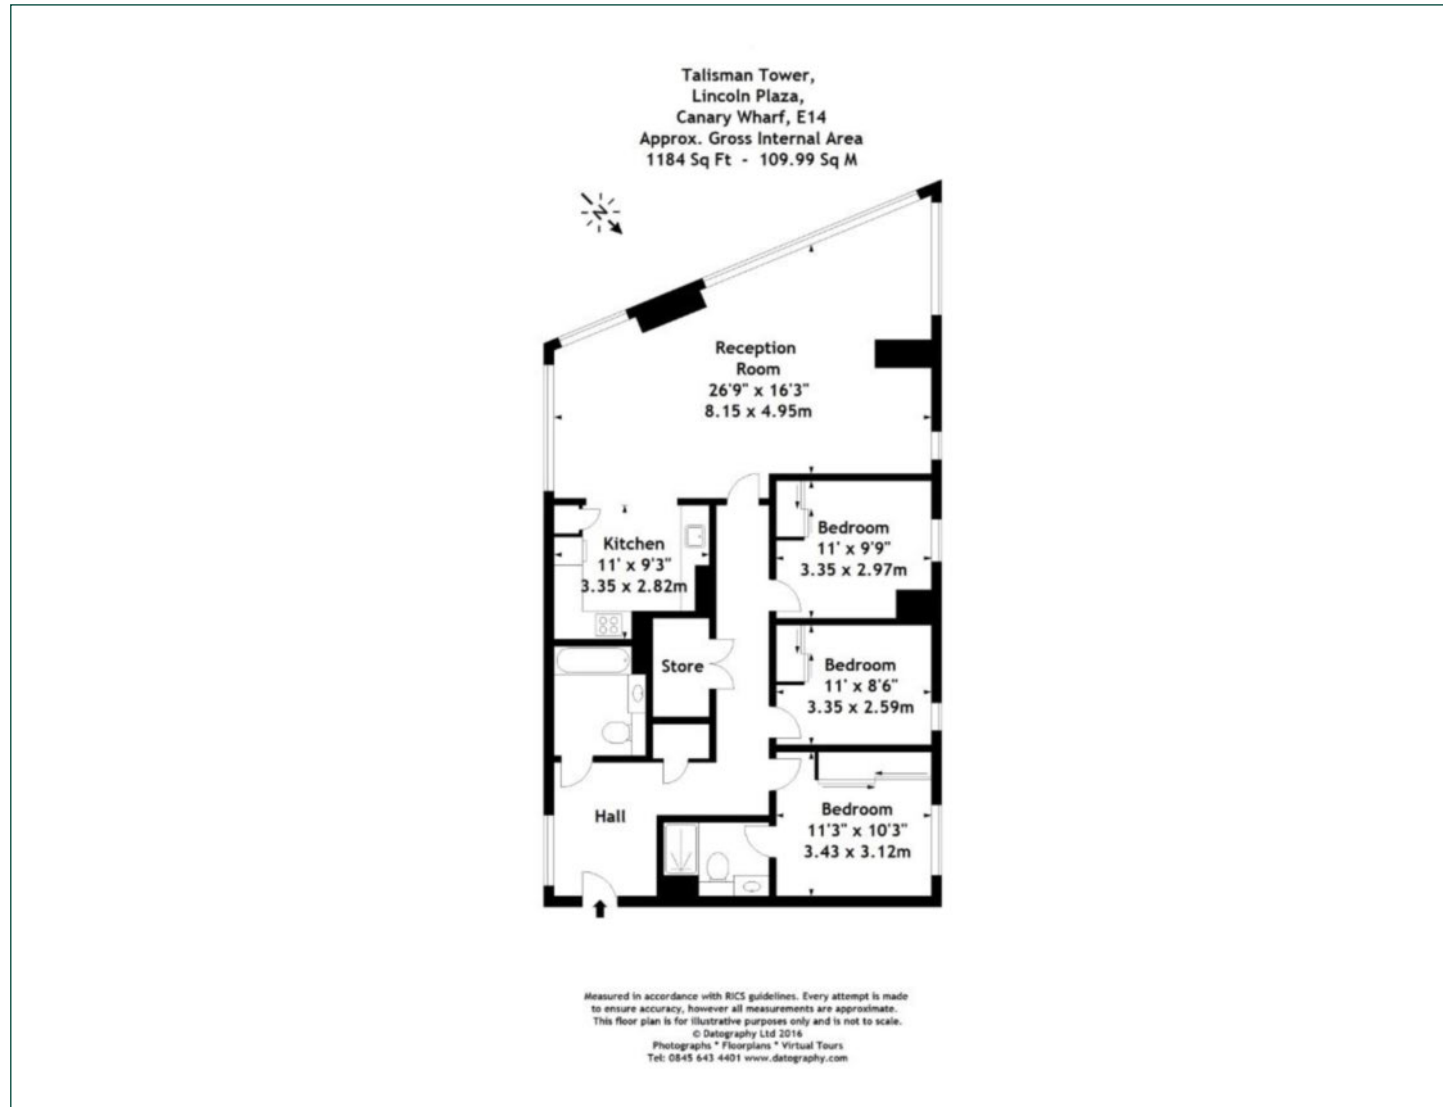 Talisman Tower,
Lincoln Plaza,
Canary Wharf, E14
Approx. Gross Internal Area
1184 Sq Ft - 109.99 Sq M
N
Reception
Room
26'9" x 16'3"
8.15 x 4.95m
Bedroom
11' x 9'9"
3.35 x 2.97m
Kitchen
11' x 9'3"
3.35 x 2.82m
Store
Bedroom
11' x 8'6"
3.35 x 2.59m
Hall
Bedroom
11'3" x 10'3"
3.43 x 3.12m
Measured in accordance with RICS guidelines. Every attempt is made
to ensure accuracy, however all measurements are approximate.
This floor plan is for illustrative purposes only and is not to scale.
© Datography Ltd 2016
Photographs * Floorplans * Virtual Tours
Tel: 0845 643 4401 www.datography.com